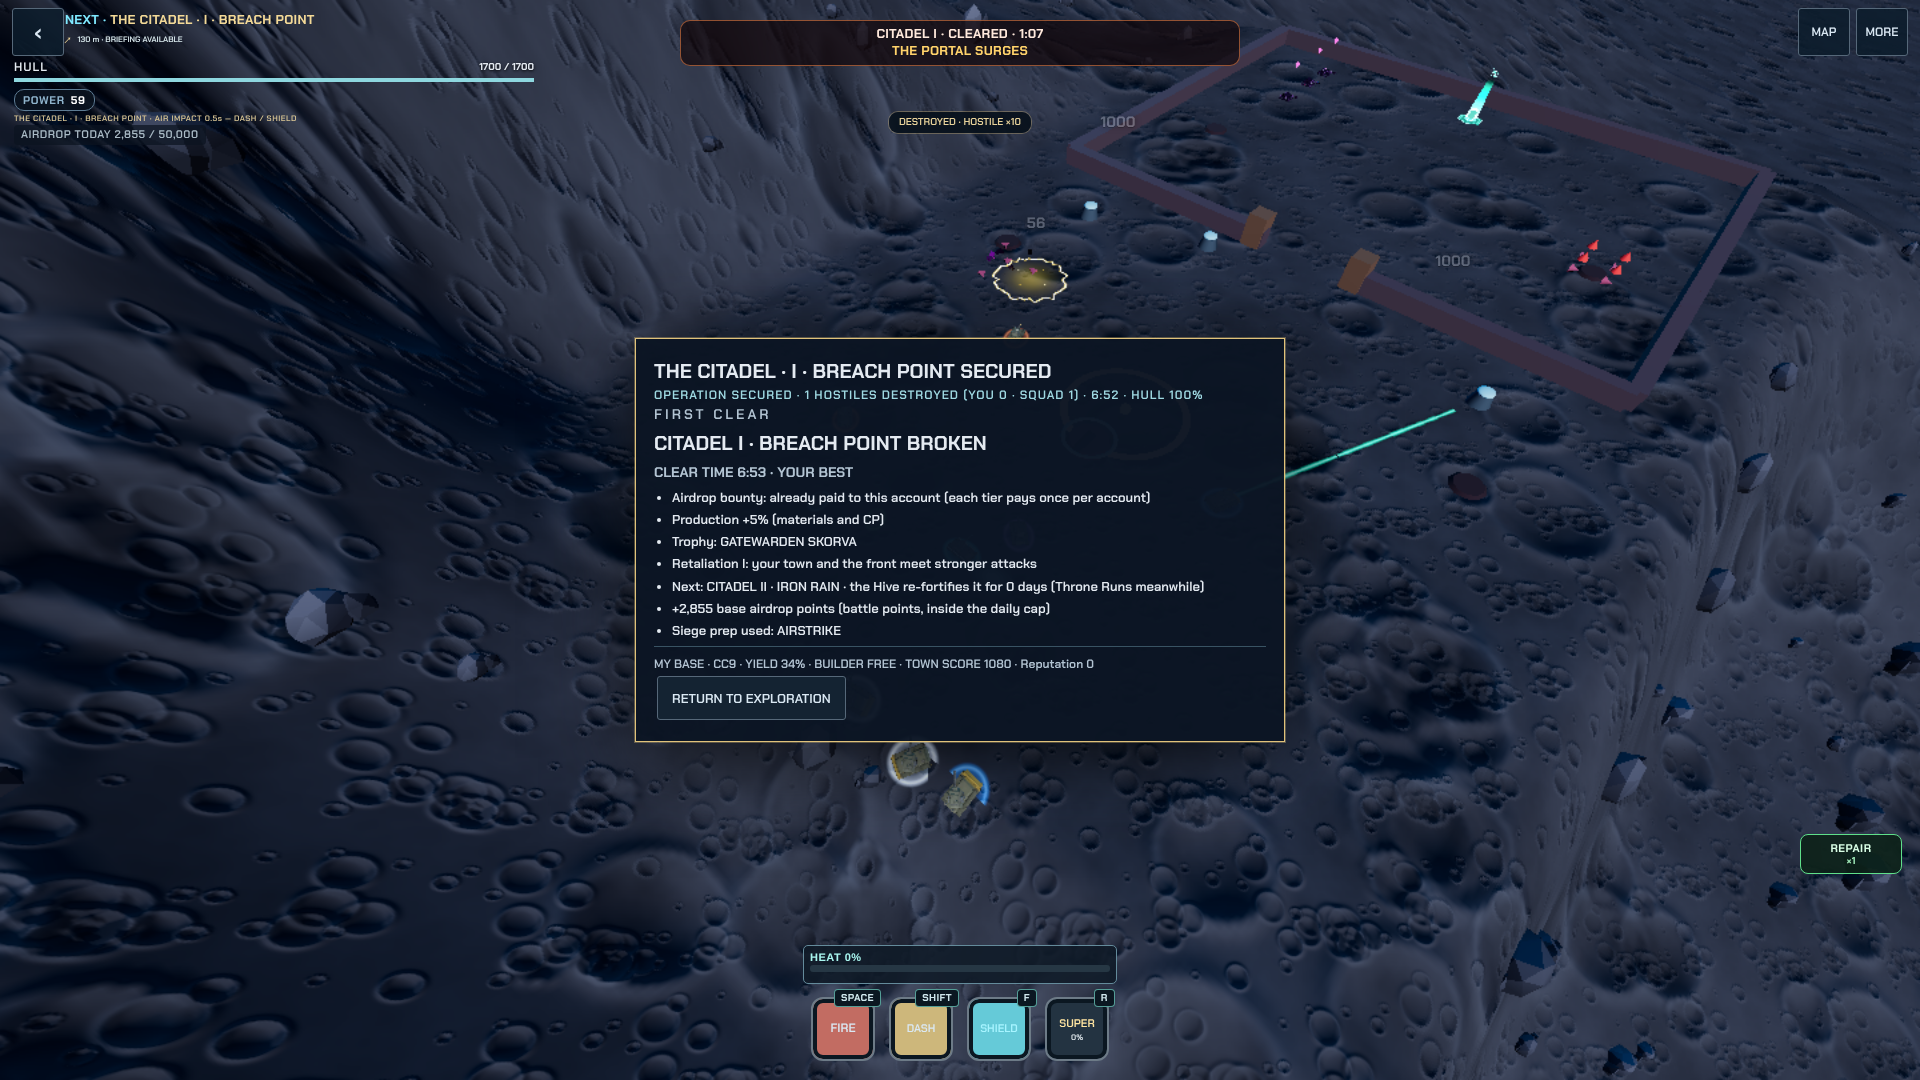 NEXT · THE CITADEL · I · BREACH POINT
130 m · BRIEFING AVAILABLE
HULL 1700 / 1700
POWER 59
THE CITADEL · I · BREACH POINT · AIR IMPACT 0.5s — DASH / SHIELD
AIRDROP TODAY 2,855 / 50,000
CITADEL I · CLEARED · 1:07
THE PORTAL SURGES
MAP
MORE
DESTROYED · HOSTILE ×10
1000
56
1000
THE CITADEL · I · BREACH POINT SECURED
OPERATION SECURED · 1 HOSTILES DESTROYED (YOU 0 · SQUAD 1) · 6:52 · HULL 100%
FIRST CLEAR
CITADEL I · BREACH POINT BROKEN
CLEAR TIME 6:53 · YOUR BEST
• Airdrop bounty: already paid to this account (each tier pays once per account)
• Production +5% (materials and CP)
• Trophy: GATEWARDEN SKORVA
• Retaliation I: your town and the front meet stronger attacks
• Next: CITADEL II · IRON RAIN · the Hive re-fortifies it for 0 days (Throne Runs meanwhile)
• +2,855 base airdrop points (battle points, inside the daily cap)
• Siege prep used: AIRSTRIKE
MY BASE · CC9 · YIELD 34% · BUILDER FREE · TOWN SCORE 1080 · Reputation 0
RETURN TO EXPLORATION
REPAIR
×1
HEAT 0%
SPACE
SHIFT
F
R
FIRE
DASH
SHIELD
SUPER
0%